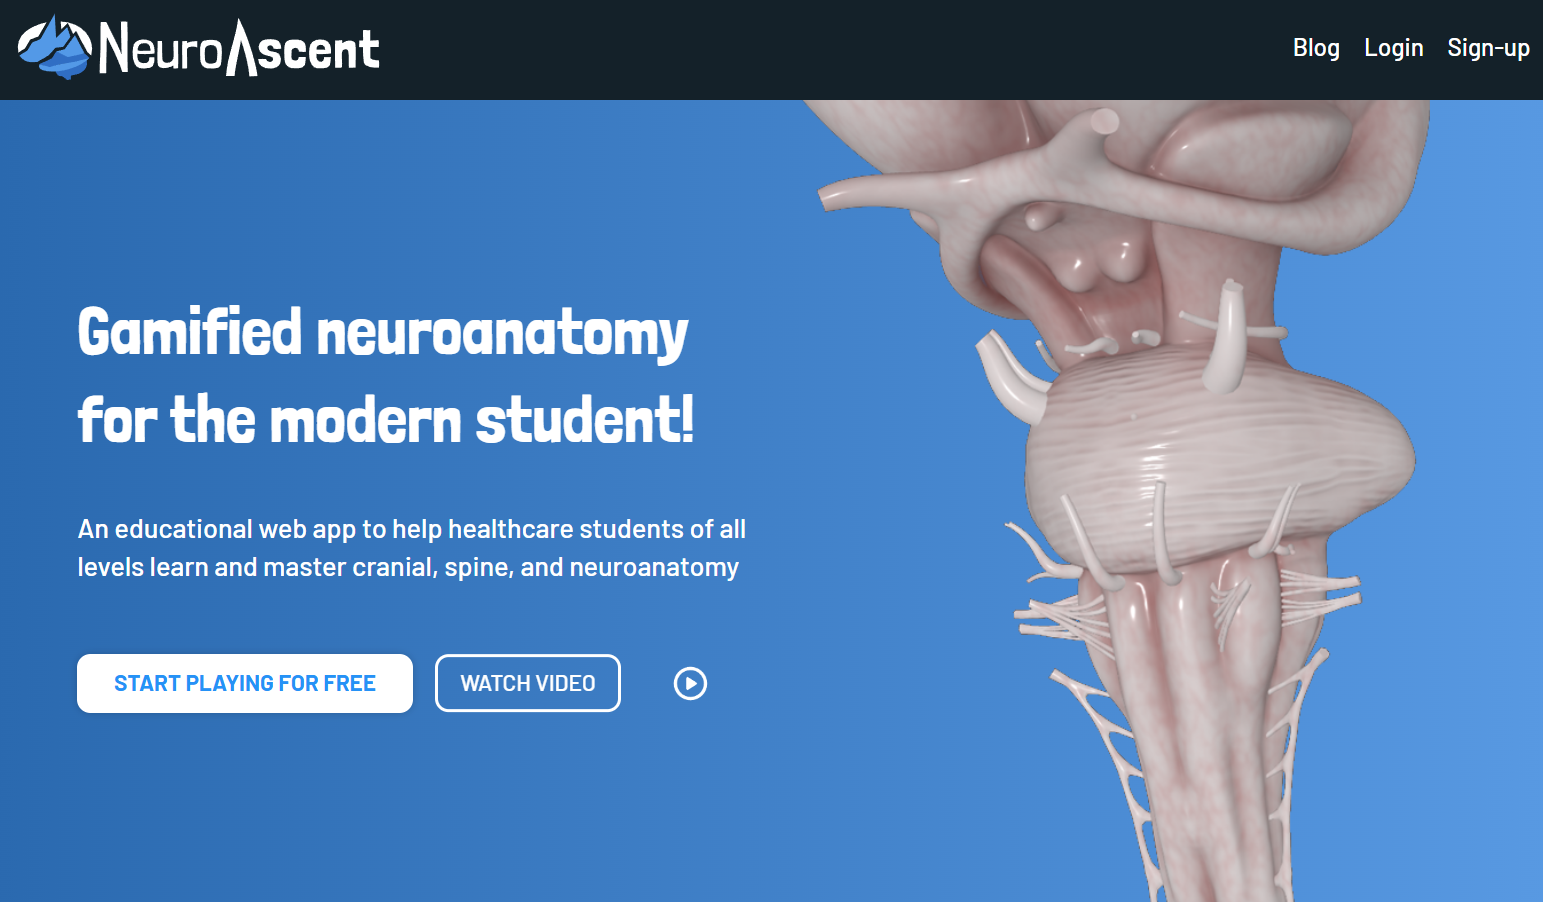 NeuroAscent
Blog Login Sign-up
Gamified neuroanatomy
for the modern student!
An educational web app to help healthcare students of all
levels learn and master cranial, spine, and neuroanatomy
START PLAYING FOR FREE
WATCH VIDEO